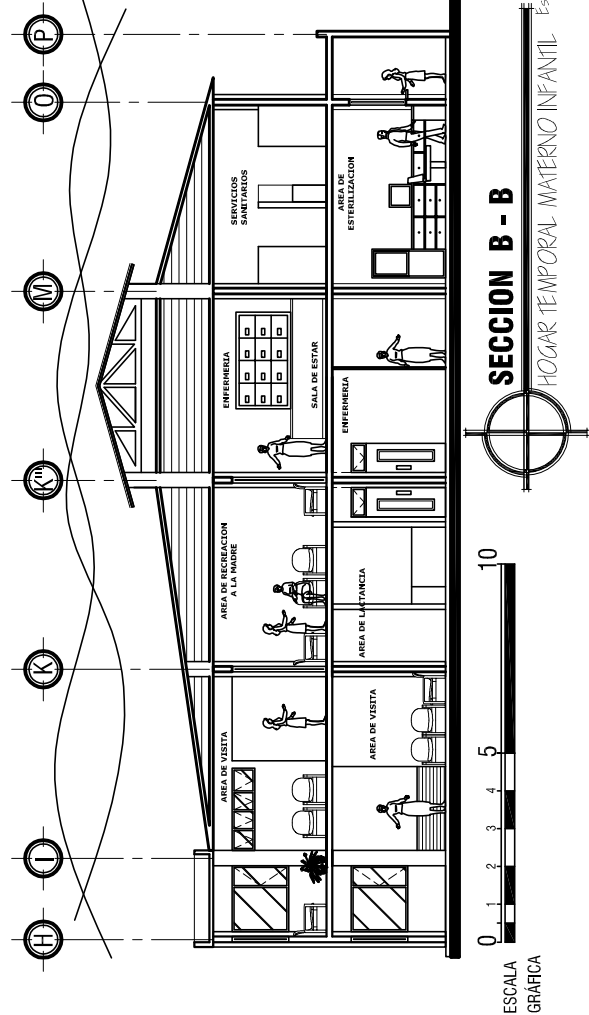 H I K K" M O P
SERVICIOS
SANITARIOS
ENFERMERIA
SALA DE ESTAR
AREA DE RECREACION
A LA MADRE
AREA DE VISITA
AREA DE
ESTERILIZACION
ENFERMERIA
AREA DE LACTANCIA
AREA DE VISITA
SECCION B - B
HOGAR TEMPORAL MATERNO INFANTIL
ESCALA
GRÁFICA
0 1 2 3 4 5 10